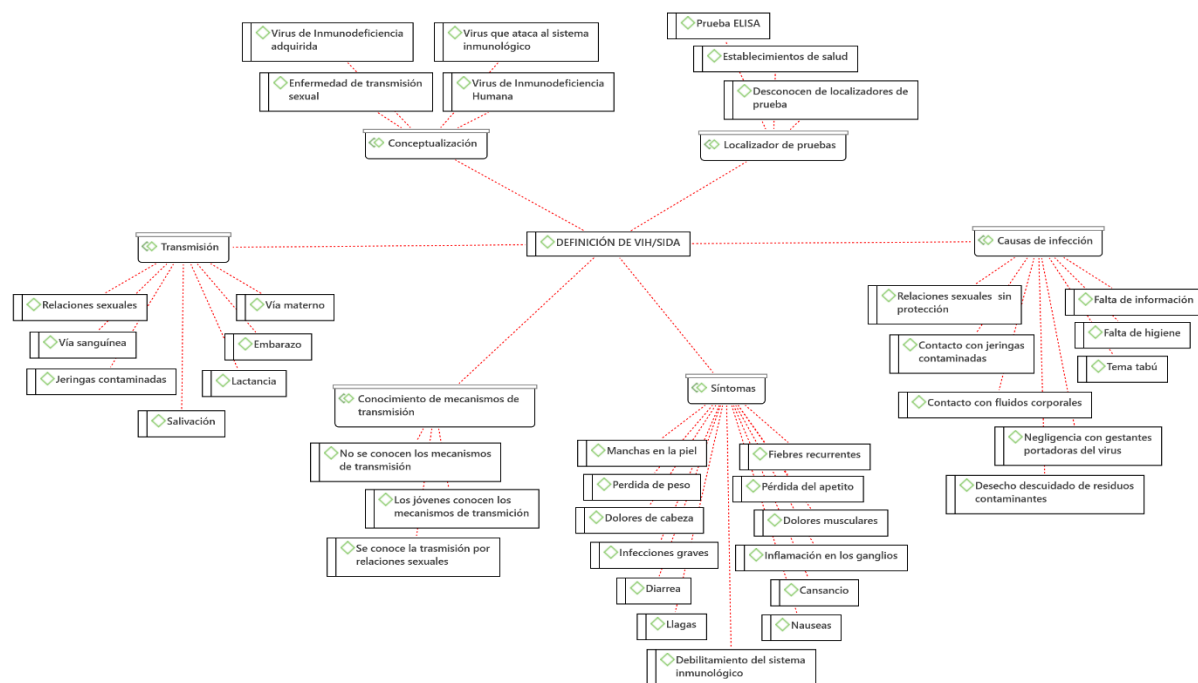 Virus de Inmunodeficiencia
adquirida
Virus que ataca al sistema
inmunológico
Enfermedad de transmisión
sexual
Virus de Inmunodeficiencia
Humana
Conceptualización
Prueba ELISA
Establecimientos de salud
Desconocen de localizadores de
prueba
Localizador de pruebas
DEFINICIÓN DE VIH/SIDA
Transmisión
Relaciones sexuales
Vía materno
Vía sanguínea
Embarazo
Jeringas contaminadas
Lactancia
Salivación
Causas de infección
Relaciones sexuales sin
protección
Falta de información
Contacto con jeringas
contaminadas
Falta de higiene
Tema tabú
Contacto con fluidos corporales
Negligencia con gestantes
portadoras del virus
Desecho descuidado de residuos
contaminantes
Conocimiento de mecanismos de
transmisión
No se conocen los mecanismos
de transmisión
Los jóvenes conocen los
mecanismos de transmición
Se conoce la trasmisión por
relaciones sexuales
Síntomas
Manchas en la piel
Fiebres recurrentes
Perdida de peso
Pérdida del apetito
Dolores de cabeza
Dolores musculares
Infecciones graves
Inflamación en los ganglios
Diarrea
Cansancio
Llagas
Nauseas
Debilitamiento del sistema
inmunológico